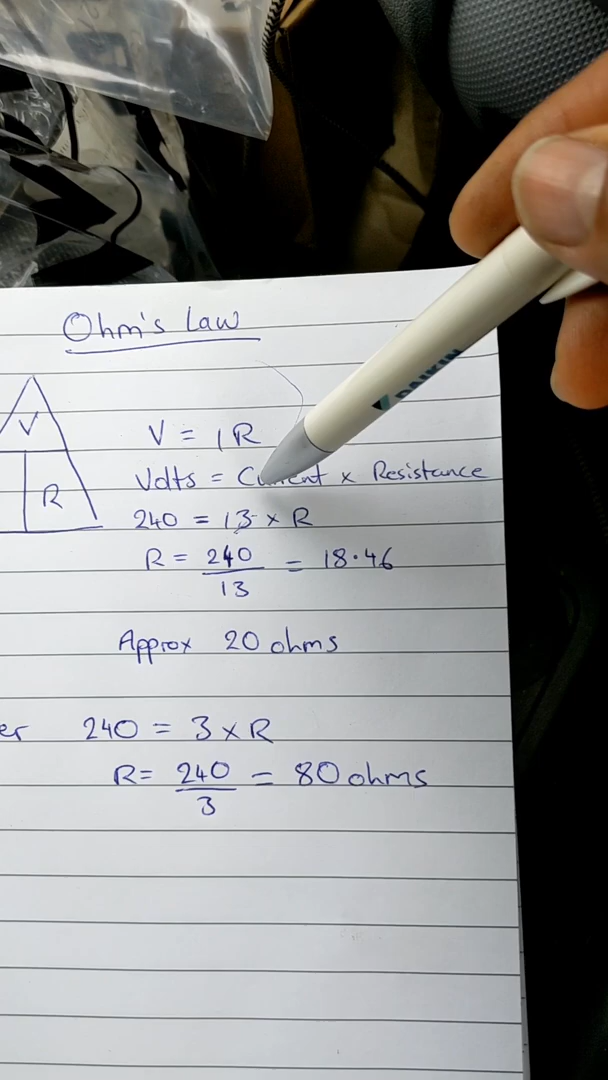 Ohm's Law
V
R
V = IR
Volts = Current x Resistance
240 = 13 x R
R = 240 = 18.46
13
Approx 20 ohms
er 240 = 3 x R
R = 240 = 80 ohms
3
DAIKIN